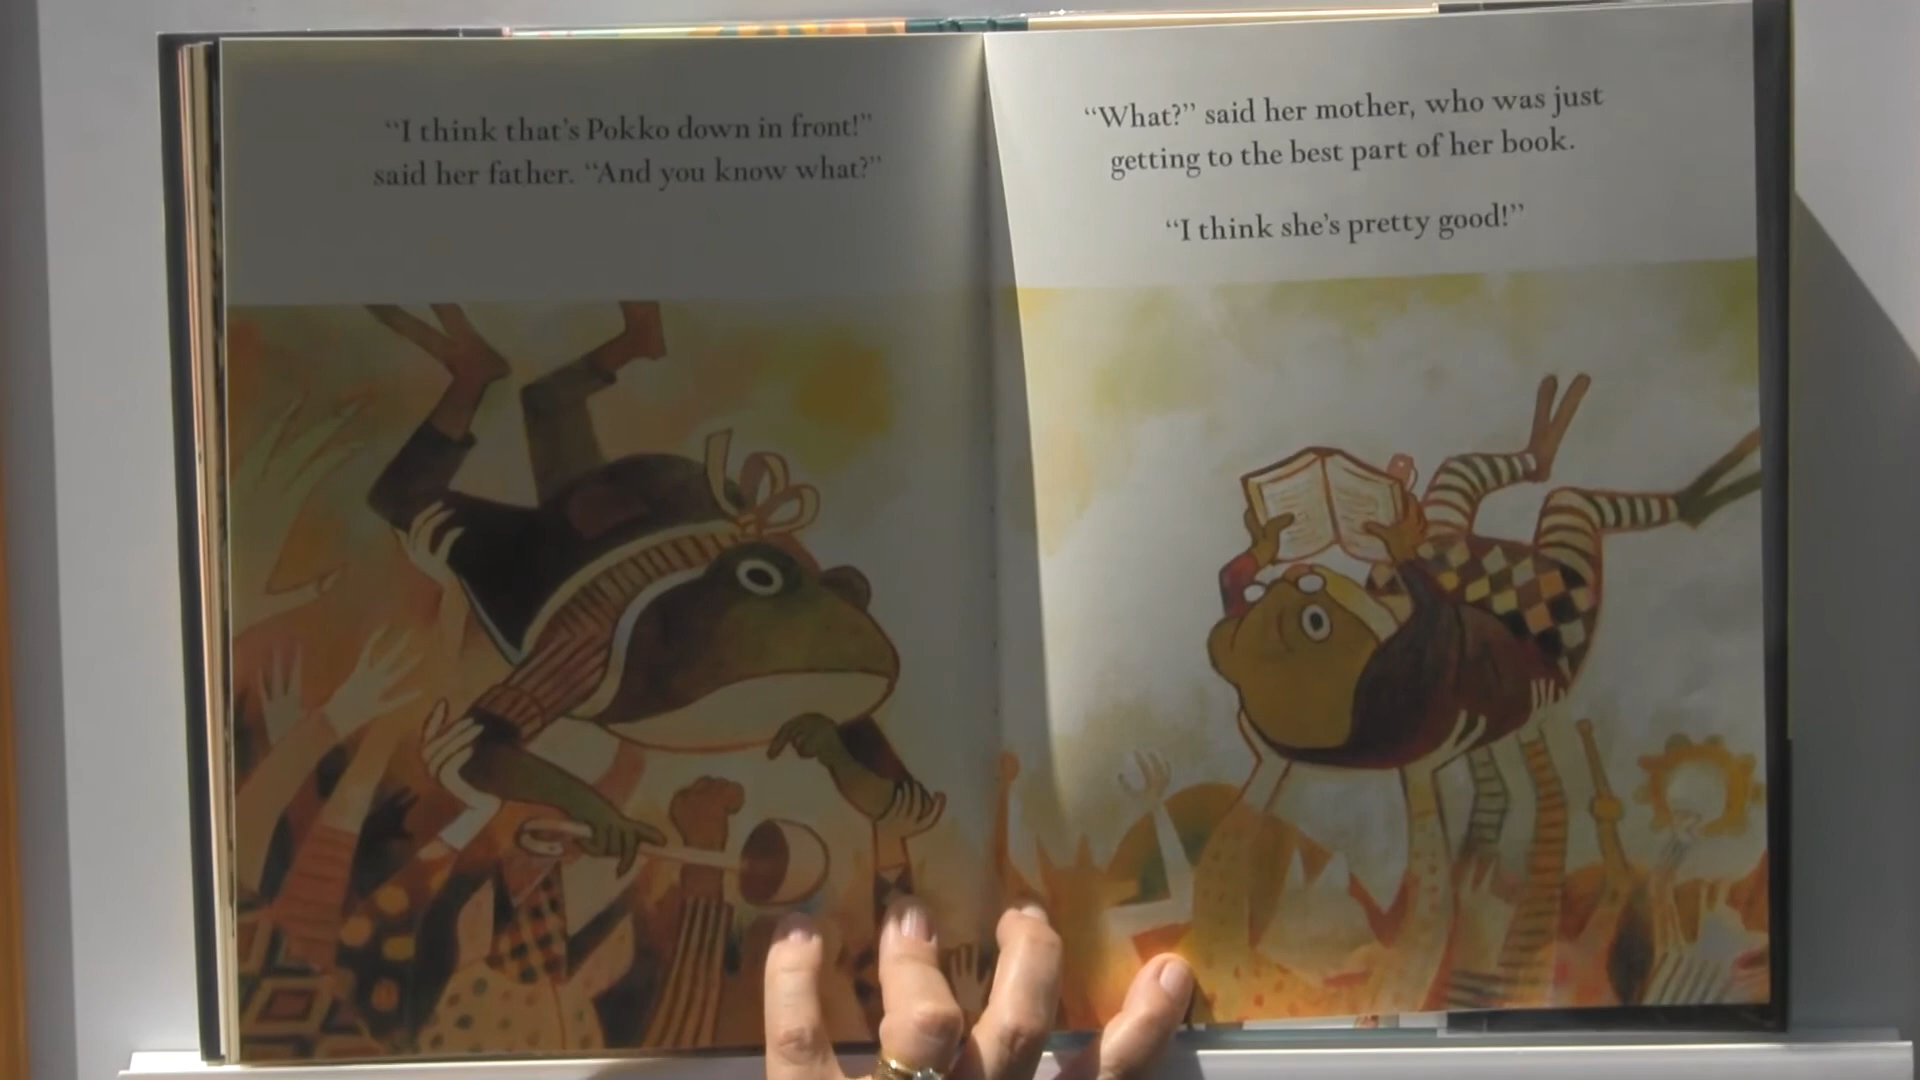 “I think that’s Pokko down in front!”
said her father. “And you know what?”
“What?” said her mother, who was just
getting to the best part of her book.
“I think she’s pretty good!”